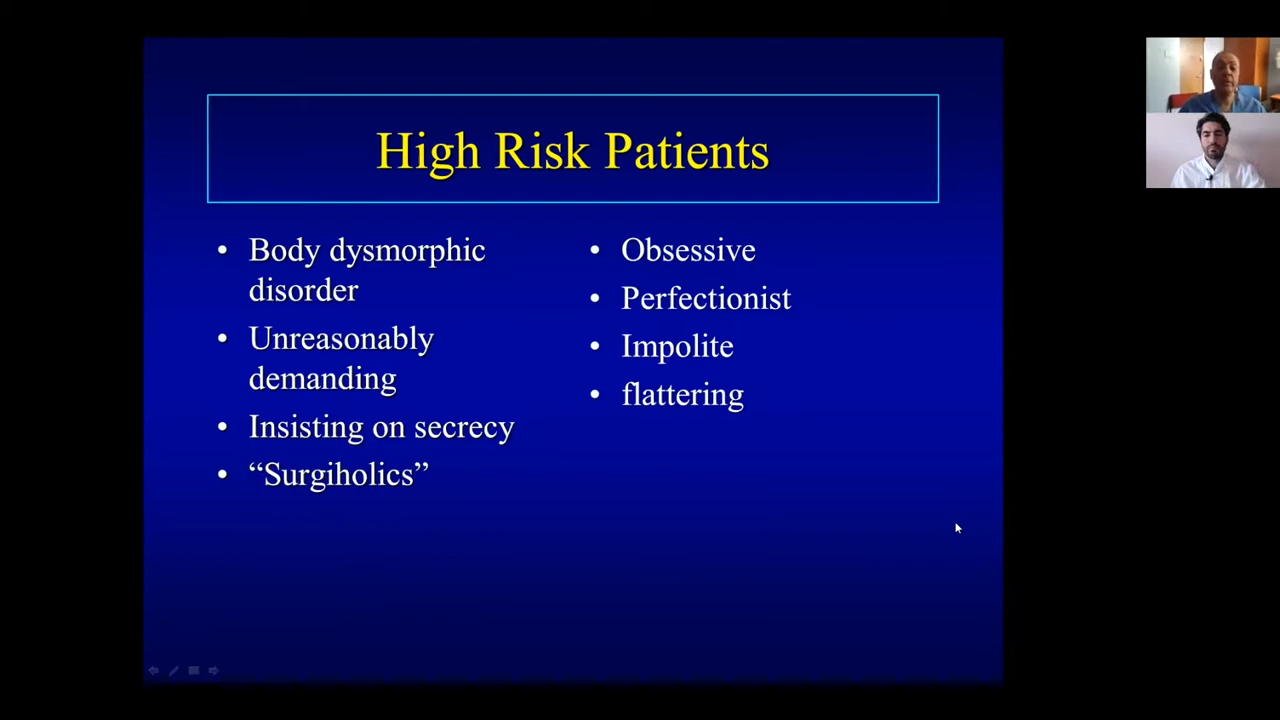 High Risk Patients
• Body dysmorphic
disorder
• Unreasonably
demanding
• Insisting on secrecy
• “Surgiholics”
• Obsessive
• Perfectionist
• Impolite
• flattering